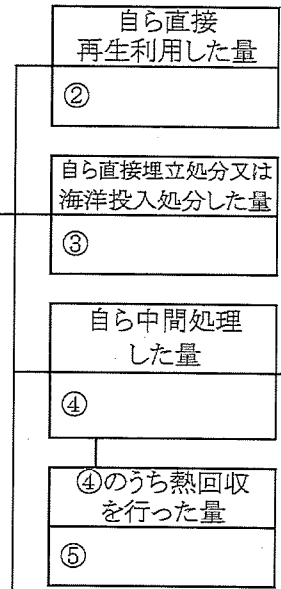 自ら直接
再生利用した量
②
自ら直接埋立処分又は
海洋投入処分した量
③
自ら中間処理
した量
④
④のうち熱回収
を行った量
⑤